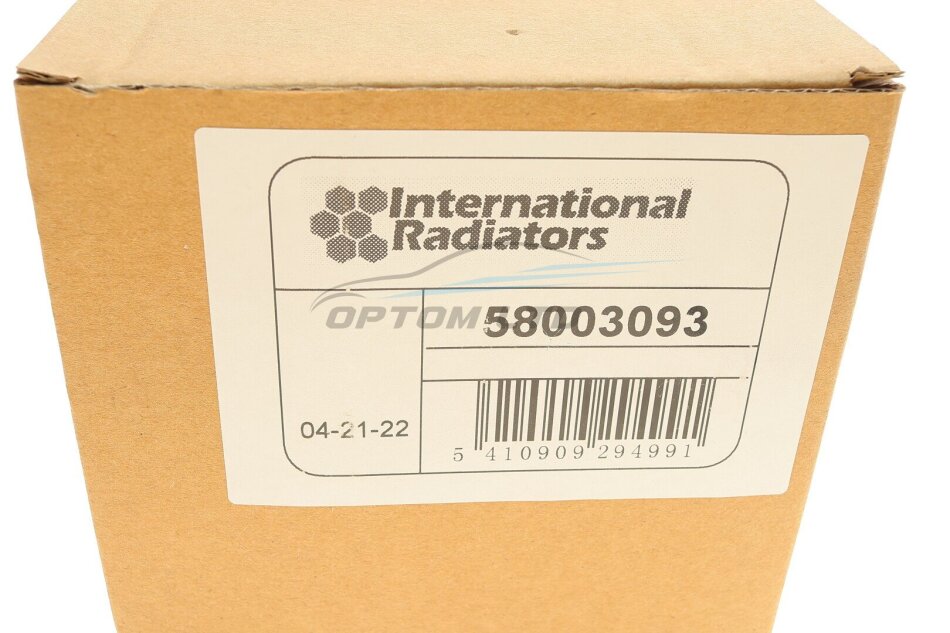 International
Radiators
58003093
04-21-22
5 410909 294991